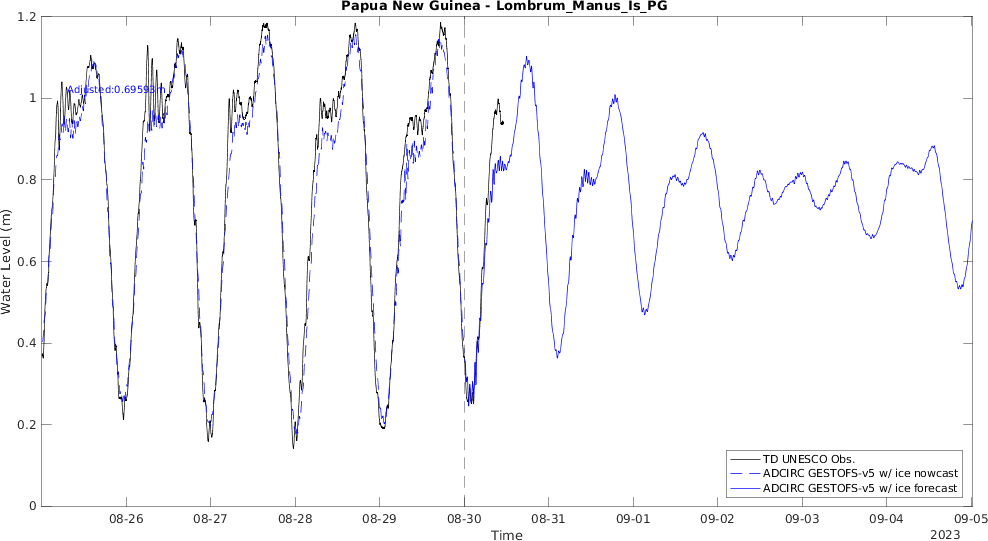 Papua New Guinea - Lombrum_Manus_Is_PG
1.2
1
0.8
0.6
0.4
0.2
0
Water Level (m)
Adjusted:0.69593m
TD UNESCO Obs.
ADCIRC GESTOFS-v5 w/ ice nowcast
ADCIRC GESTOFS-v5 w/ ice forecast
08-26 08-27 08-28 08-29 08-30 08-31 09-01 09-02 09-03 09-04 09-05
Time
2023